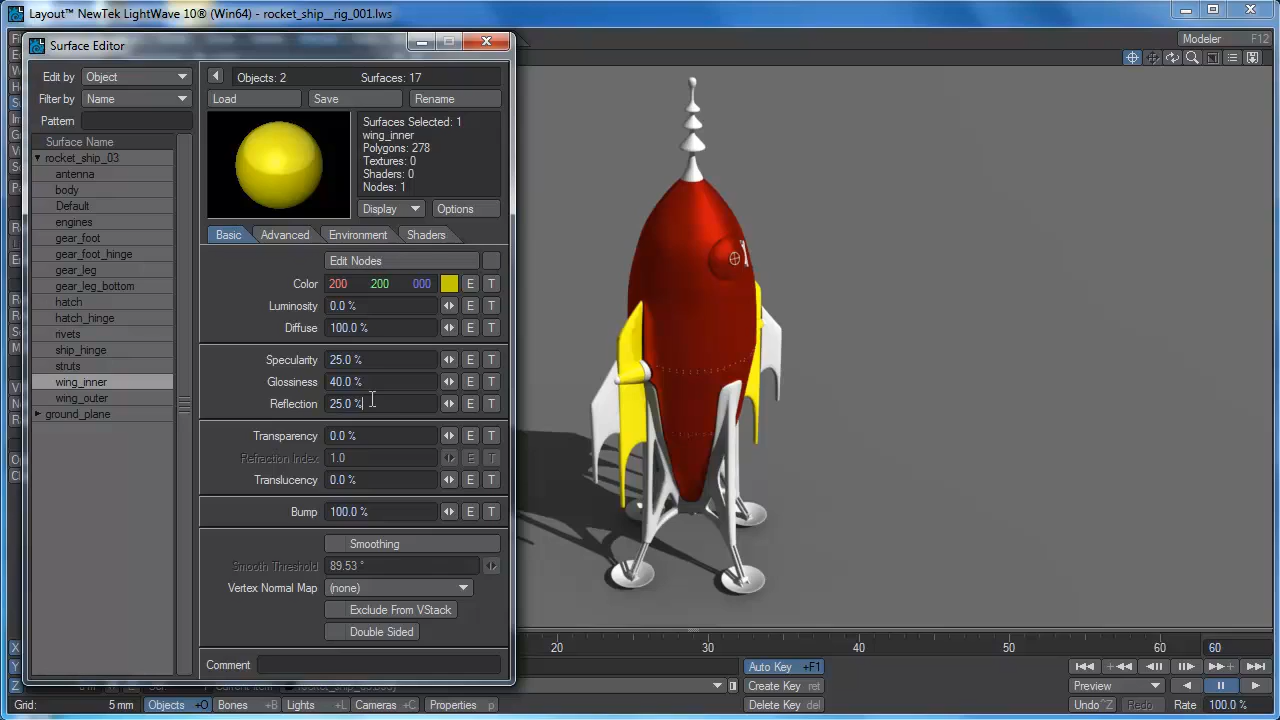 Layout™ NewTek LightWave 10® (Win64) - rocket_ship__rig_001.lws
Surface Editor
Modeler F12
Edit by Object
Objects: 2 Surfaces: 17
Filter by Name
Load Save Rename
Pattern
Surface Name
rocket_ship_03
antenna
body
Default
engines
gear_foot
gear_foot_hinge
gear_leg
gear_leg_bottom
hatch
hatch_hinge
rivets
ship_hinge
struts
wing_inner
wing_outer
ground_plane
Surfaces Selected: 1
wing_inner
Polygons: 278
Textures: 0
Shaders: 0
Nodes: 1
Display Options
Basic Advanced Environment Shaders
Edit Nodes
Color 200 200 000 E T
Luminosity 0.0 % E T
Diffuse 100.0 % E T
Specularity 25.0 % E T
Glossiness 40.0 % E T
Reflection 25.0 % E T
Transparency 0.0 % E T
Refraction Index 1.0 E T
Translucency 0.0 % E T
Bump 100.0 % E T
Smoothing
Smooth Threshold 89.53 °
Vertex Normal Map (none)
Exclude From VStack
Double Sided
Comment
X
Y
Z
20 30 40 50 60 60
Auto Key +F1
Create Key ret
Delete Key del
Preview
Undo ^Z Redo
Rate 100.0 %
Current Item rocket_ship_03:body
Grid: 5 mm
Objects +O Bones +B Lights +L Cameras +C Properties p